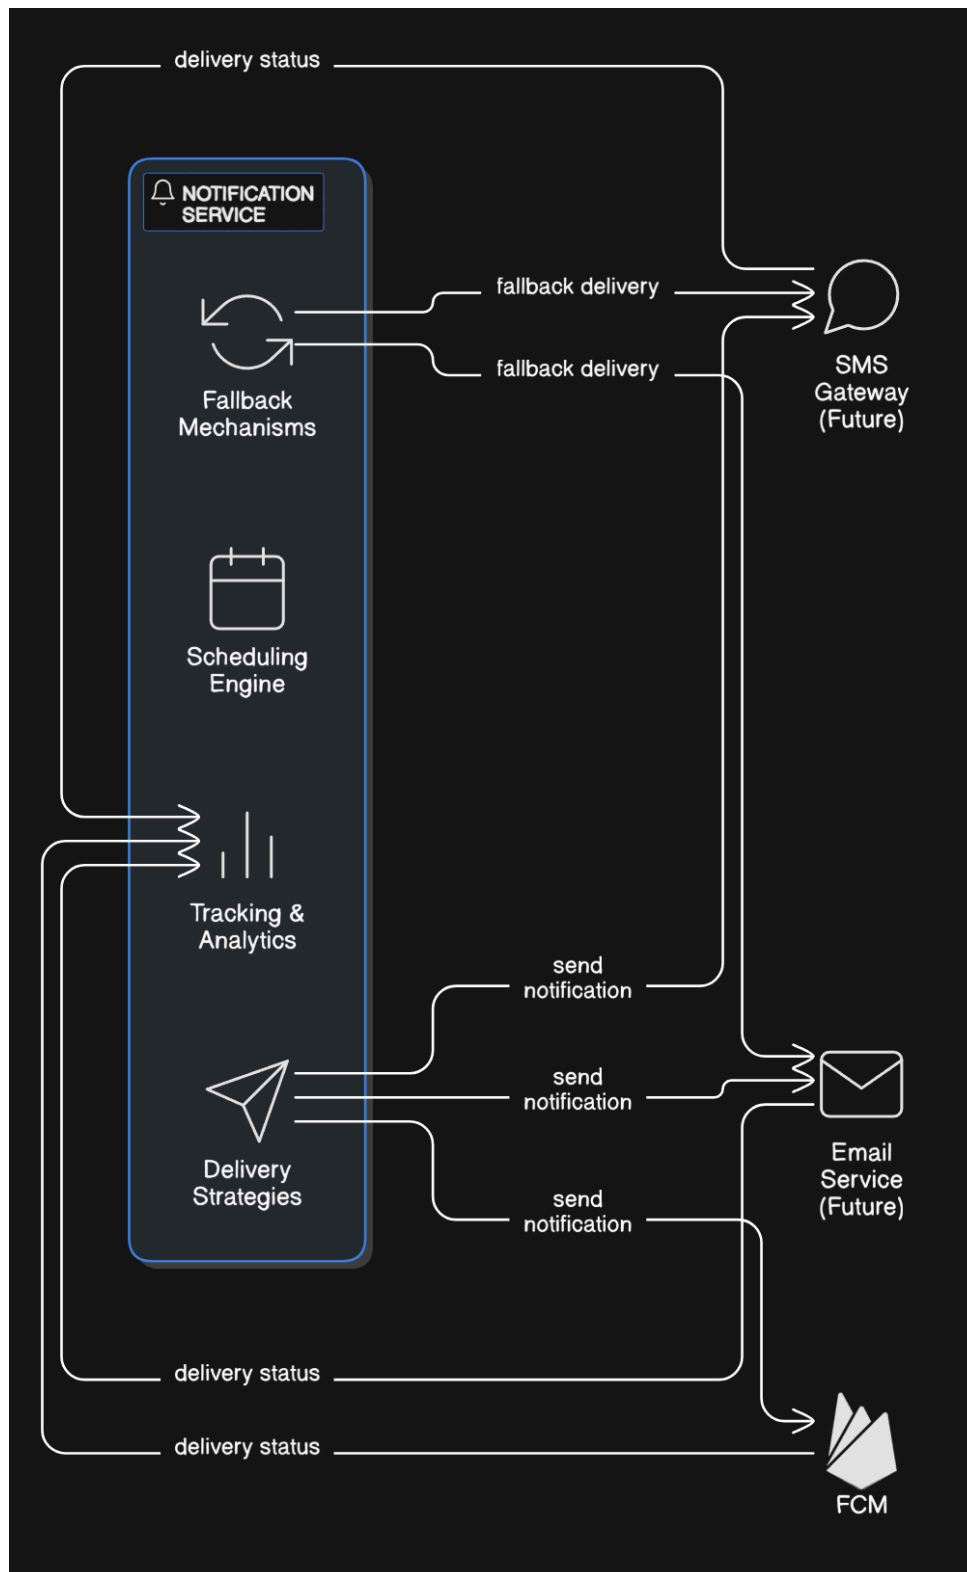 delivery status
NOTIFICATION
SERVICE
fallback delivery
fallback delivery
SMS
Gateway
(Future)
Fallback
Mechanisms
Scheduling
Engine
Tracking &
Analytics
send
notification
send
notification
Delivery
Strategies
send
notification
Email
Service
(Future)
delivery status
delivery status
FCM